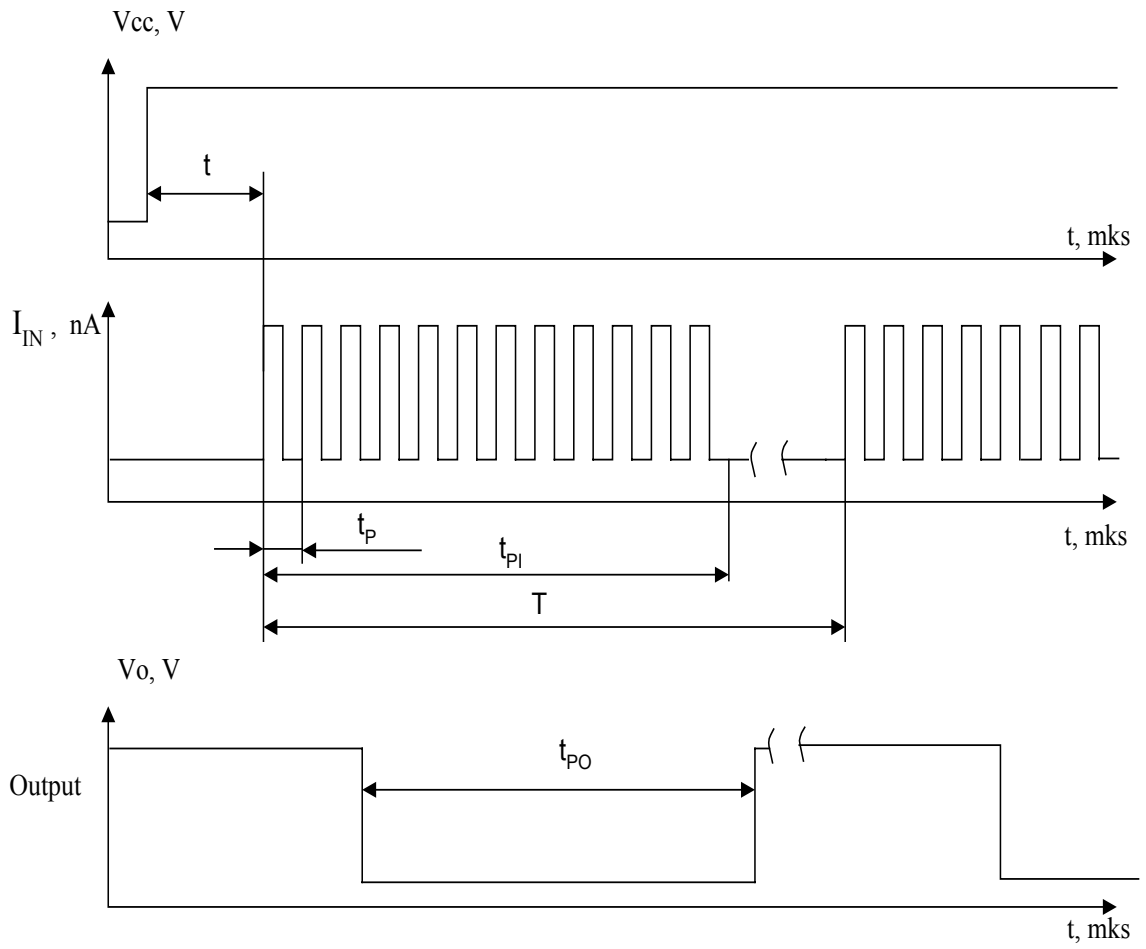 Vcc, V
t
t, mks
I_IN , nA
t, mks
t_P
t_PI
T
Vo, V
t_PO
Output
t, mks